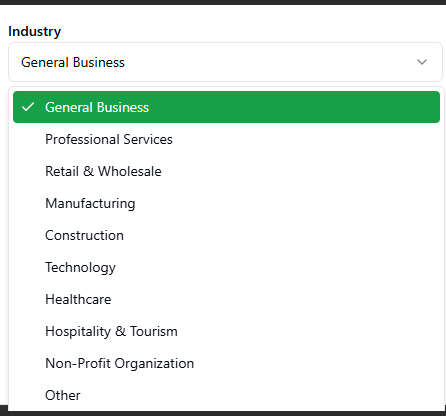 Industry
General Business
General Business
Professional Services
Retail & Wholesale
Manufacturing
Construction
Technology
Healthcare
Hospitality & Tourism
Non-Profit Organization
Other